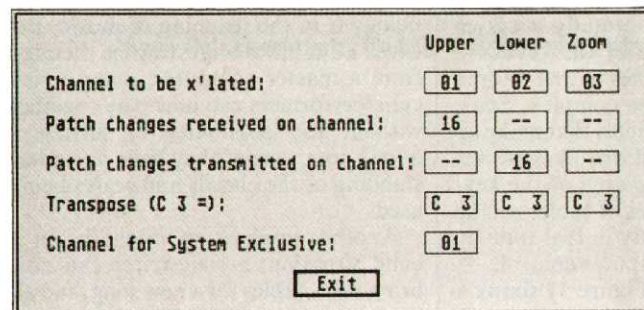 Upper Lower Zoom
Channel to be x'lated: 01 02 03
Patch changes received on channel: 16 -- --
Patch changes transmitted on channel: -- 16 --
Transpose (C 3 =): C 3 C 3 C 3
Channel for System Exclusive: 01
Exit